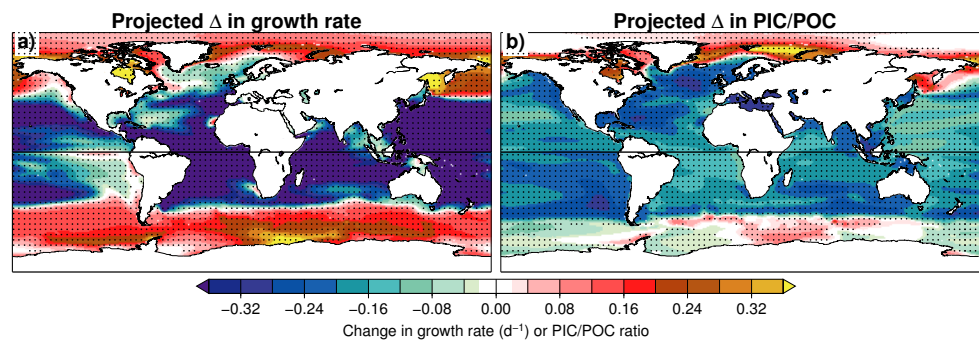 Projected Δ in growth rate
Projected Δ in PIC/POC
a)
b)
−0.32 −0.24 −0.16 −0.08 0.00 0.08 0.16 0.24 0.32
Change in growth rate (d⁻¹) or PIC/POC ratio